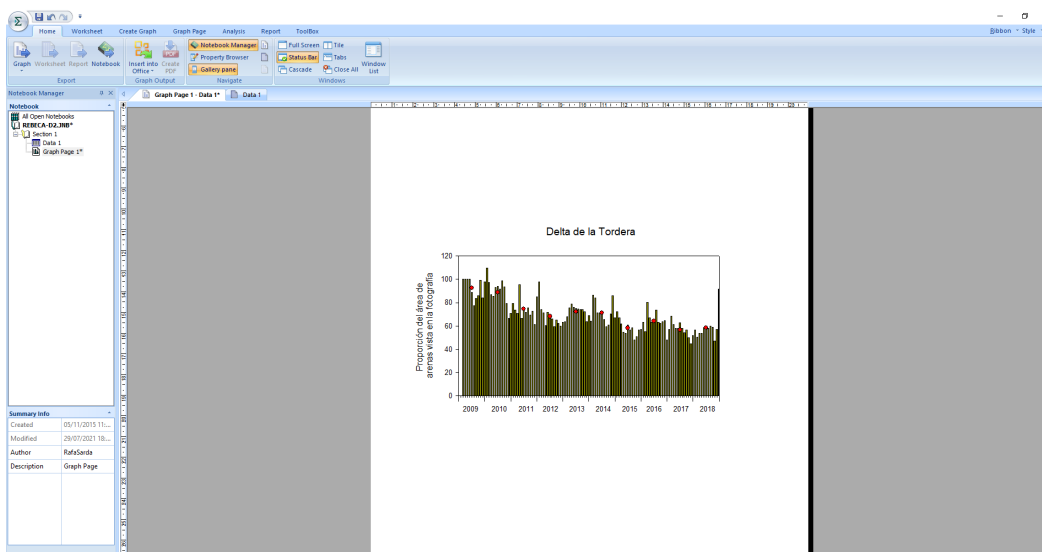 Home Worksheet Create Graph Graph Page Analysis Report ToolBox Ribbon Style
Graph Worksheet Report Notebook
Export
Insert into Office Create PDF
Graph Output
Notebook Manager
Property Browser
Gallery pane
Navigate
Full Screen Tile
Status Bar Tabs
Cascade Close All
Window List
Windows
Notebook Manager
Graph Page 1 - Data 1* Data 1
Notebook
All Open Notebooks
REBECA-D2.JNB*
Section 1
Data 1
Graph Page 1*
Delta de la Tordera
Proporción del área de
arenas vista en la fotografía
120
100
80
60
40
20
0
2009 2010 2011 2012 2013 2014 2015 2016 2017 2018
Summary Info
Created 05/11/2015 11:...
Modified 29/07/2021 18:...
Author RafaSarda
Description Graph Page